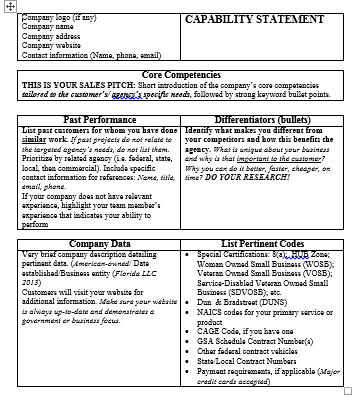 Company logo (if any)
Company name
Company address
Company website
Contact information (Name, phone, email)
CAPABILITY STATEMENT
Core Competencies
THIS IS YOUR SALES PITCH: Short introduction of the company's core competencies
tailored to the customer's/ agency's specific needs, followed by strong keyword bullet points.
Past Performance
List past customers for whom you have done
similar work. If past projects do not relate to
the targeted agency's needs, do not list them.
Prioritize by related agency (i.e. federal, state,
local, then commercial). Include specific
contact information for references: Name, title,
email, phone.
If your company does not have relevant
experience, highlight your team member's
experience that indicates your ability to
perform
Differentiators (bullets)
Identify what makes you different from
your competitors and how this benefits the
agency. What is unique about your business
and why is that important to the customer?
Why you can do it better, faster, cheaper, on
time? DO YOUR RESEARCH!
Company Data
Very brief company description detailing
pertinent data. (American-owned/ Date
established/Business entity (Florida LLC
2013)
Customers will visit your website for
additional information. Make sure your website
is always up-to-date and demonstrates a
government or business focus.
List Pertinent Codes
• Special Certifications: 8(a); HUB Zone;
Woman Owned Small Business (WOSB);
Veteran Owned Small Business (VOSB);
Service-Disabled Veteran Owned Small
Business (SDVOSB); etc.
• Dun & Bradstreet (DUNS)
• NAICS codes for your primary service or
product
• CAGE Code, if you have one
• GSA Schedule Contract Number(s)
• Other federal contract vehicles
• State/Local Contract Numbers
• Payment requirements, if applicable (Major
credit cards accepted)